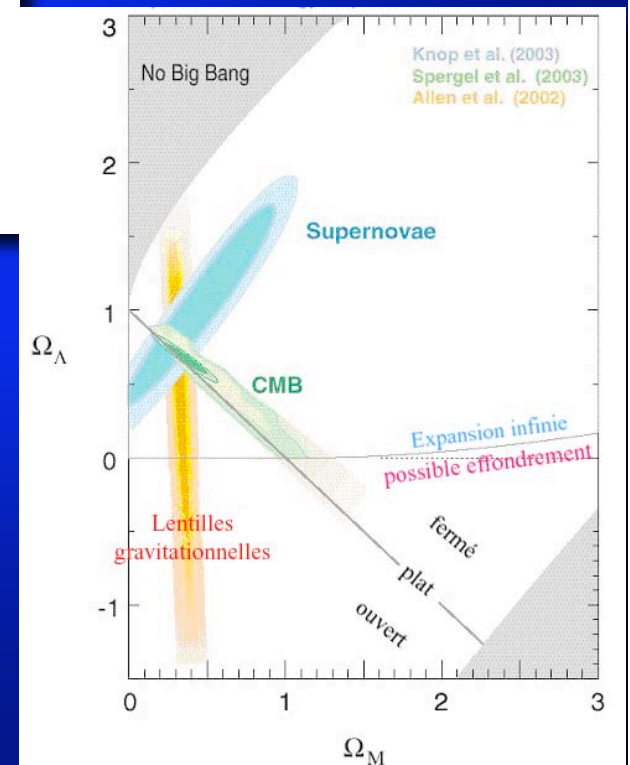 3
No Big Bang
Knop et al. (2003)
Spergel et al. (2003)
Allen et al. (2002)
2
Supernovae
1
Ω_Λ
CMB
Expansion infinie
0
possible effondrement
Lentilles
gravitationnelles
fermé
plat
-1
ouvert
0 1 2 3
Ω_M